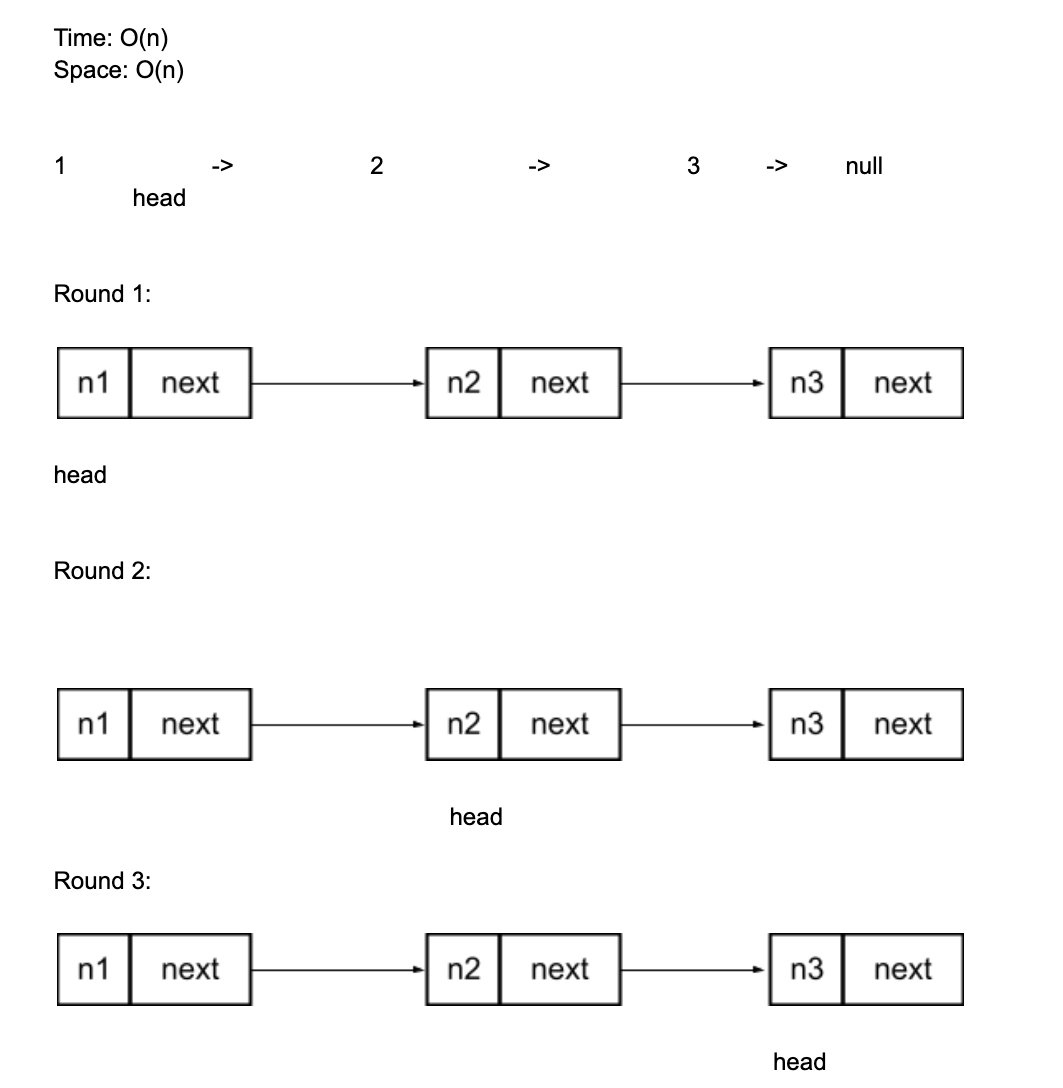 Time: O(n)
Space: O(n)
1 -> 2 -> 3 -> null
head
Round 1:
n1 next n2 next n3 next
head
Round 2:
n1 next n2 next n3 next
head
Round 3:
n1 next n2 next n3 next
head